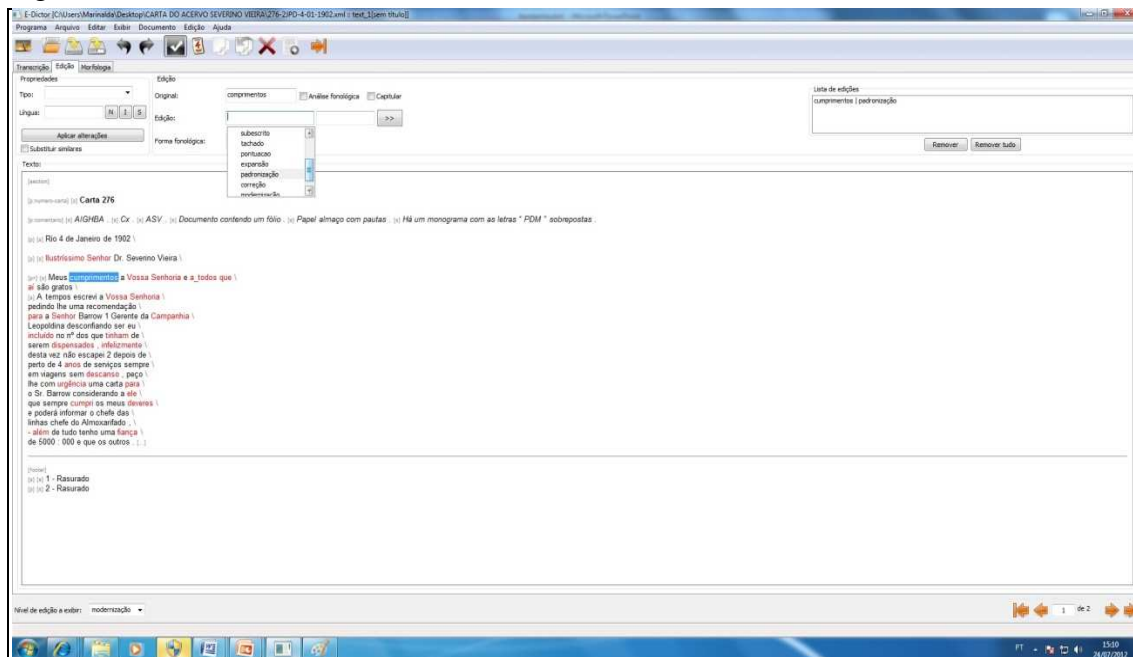 E-Dictor [C:\Users\Marinalda\Desktop\CARTA DO ACERVO SEVERINO VIEIRA\276-2JPD-4-01-1902.xml :: text_1[sem título]]
Programa Arquivo Editar Exibir Documento Edição Ajuda
Transcrição Edição Morfologia
Propriedades Edição
Lista de edições
Tipo: Original: comprimentos Análise fonológica Capitular
cumprimentos | padronização
Língua: N I S Edição: >>
Aplicar alterações Forma fonológica:
Substituir similares
Remover Remover tudo
subescrito
tachado
pontuacao
expansão
padronização
correção
modernização
Texto:
[section]
Carta 276
AIGHBA . [s] Cx . [s] ASV . [s] Documento contendo um fólio . [s] Papel almaço com pautas . [s] Há um monograma com as letras " PDM " sobrepostas .
[p] [s] Rio 4 de Janeiro de 1902 \
[p] [s] Ilustríssimo Senhor Dr. Severino Vieira \
[s] Meus cumprimentos a Vossa Senhoria e a_todos que \
aí são gratos \
[s] A tempos escrevi a Vossa Senhoria \
pedindo lhe uma recomendação \
para a Senhor Barrow 1 Gerente da Campanhia \
Leopoldina desconfiando ser eu \
incluído no nº dos que tinham de \
serem dispensados , infelizmente \
desta vez não escapei 2 depois de \
perto de 4 anos de serviços sempre \
em viagens sem descanso , peço \
lhe com urgência uma carta para \
o Sr. Barrow considerando a ele \
que sempre cumpri os meus deveres \
e poderá informar o chefe das \
linhas chefe do Almoxarifado , \
- além de tudo tenho uma fiança \
de 5000 : 000 e que os outros . [...]
[footer]
[p] [s] 1 - Rasurado
[p] [s] 2 - Rasurado
Nível de edição a exibir: modernização 1 de 2
PT 15:10
24/07/2012